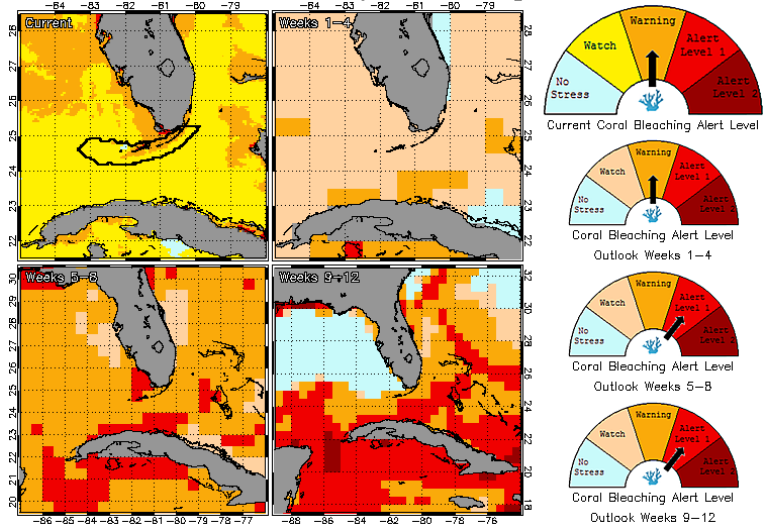 −84 −83 −82 −81 −80 −79
−84 −83 −82 −81 −80 −79
Current
Weeks 1−4
28
27
26
25
24
23
22
28
27
26
25
24
23
22
Weeks 5−8
Weeks 9−12
30
29
28
27
26
25
24
23
22
21
20
32
30
28
26
24
22
20
18
−86 −85 −84 −83 −82 −81 −80 −79 −78 −77
−88 −86 −84 −82 −80 −78 −76
No Stress
Watch
Warning
Alert Level 1
Alert Level 2
Current Coral Bleaching Alert Level
No Stress
Watch
Warning
Alert Level 1
Alert Level 2
Coral Bleaching Alert Level
Outlook Weeks 1−4
No Stress
Watch
Warning
Alert Level 1
Alert Level 2
Coral Bleaching Alert Level
Outlook Weeks 5−8
No Stress
Watch
Warning
Alert Level 1
Alert Level 2
Coral Bleaching Alert Level
Outlook Weeks 9−12